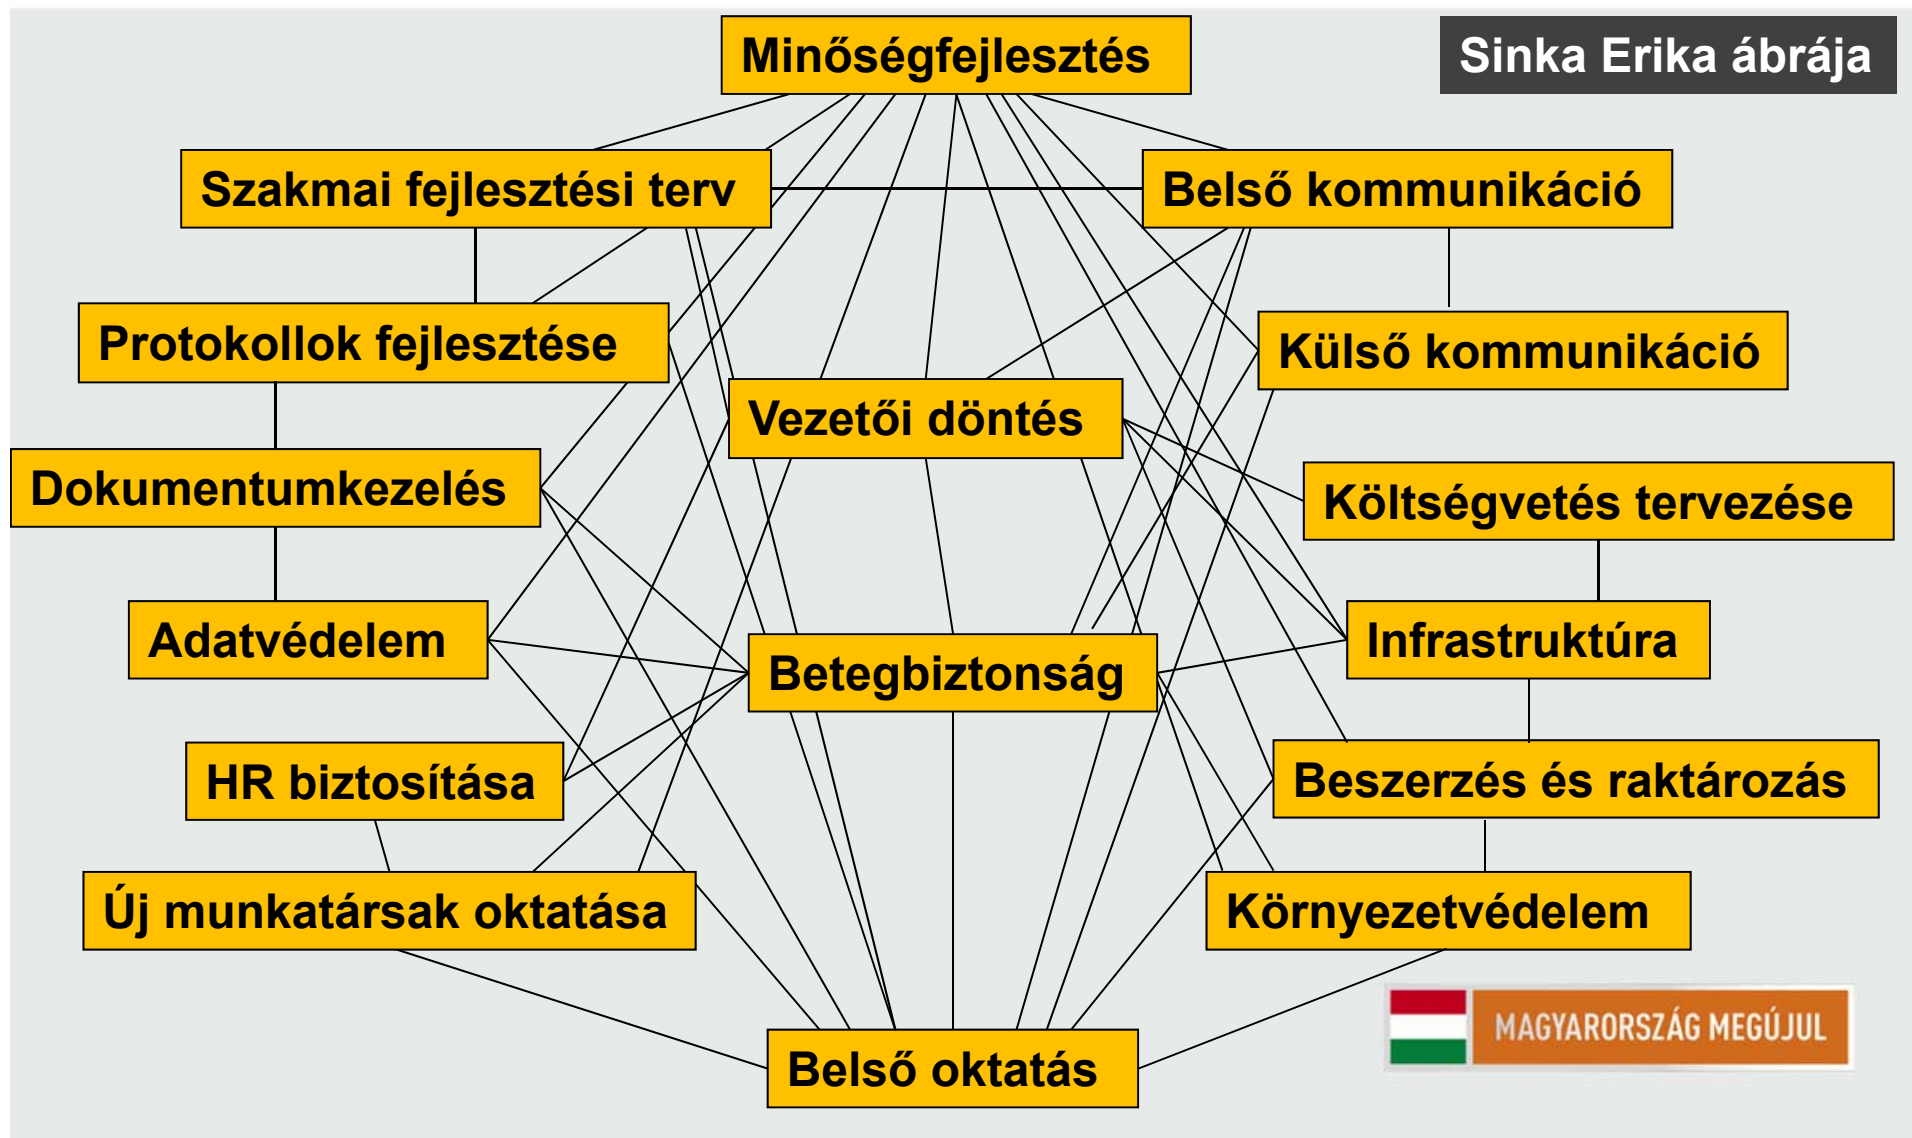 Minőségfejlesztés
Sinka Erika ábrája
Szakmai fejlesztési terv
Belső kommunikáció
Protokollok fejlesztése
Külső kommunikáció
Vezetői döntés
Dokumentumkezelés
Költségvetés tervezése
Adatvédelem
Betegbiztonság
Infrastruktúra
HR biztosítása
Beszerzés és raktározás
Új munkatársak oktatása
Környezetvédelem
MAGYARORSZÁG MEGÚJUL
Belső oktatás